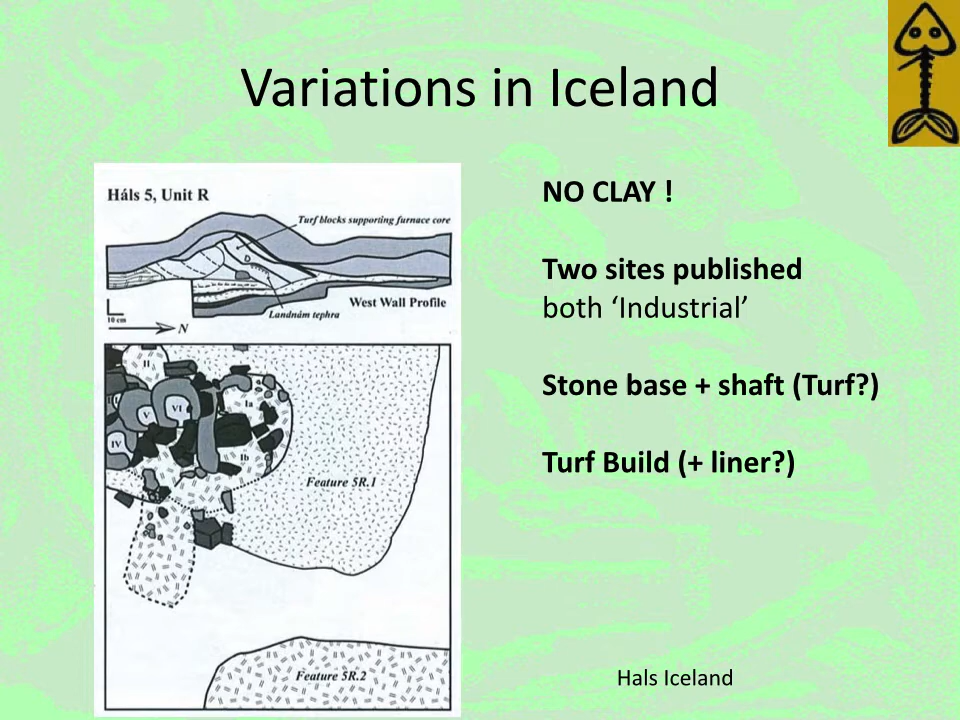 Variations in Iceland
Háls 5, Unit R
Turf blocks supporting furnace core
D
West Wall Profile
Landnám tephra
10 cm
N
II
Ia
V
VI
IV
Ib
Feature 5R.1
Feature 5R.2
NO CLAY !
Two sites published
both ‘Industrial’
Stone base + shaft (Turf?)
Turf Build (+ liner?)
Hals Iceland